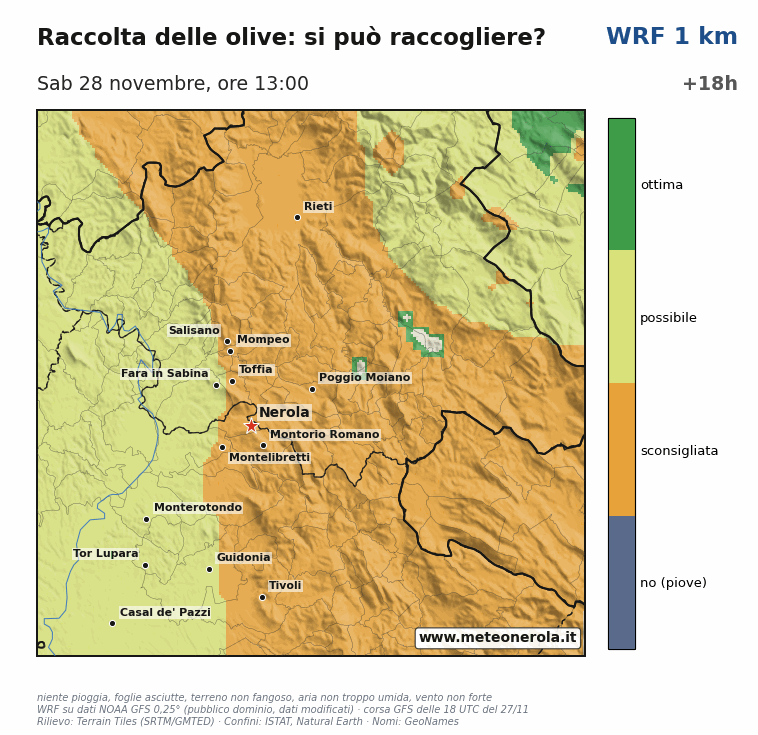 Raccolta delle olive: si può raccogliere?
WRF 1 km
Sab 28 novembre, ore 13:00
+18h
Rieti
Salisano
Mompeo
Fara in Sabina
Toffia
Poggio Moiano
Nerola
Montorio Romano
Montelibretti
Monterotondo
Tor Lupara
Guidonia
Tivoli
Casal de' Pazzi
www.meteonerola.it
ottima
possibile
sconsigliata
no (piove)
niente pioggia, foglie asciutte, terreno non fangoso, aria non troppo umida, vento non forte
WRF su dati NOAA GFS 0,25° (pubblico dominio, dati modificati) · corsa GFS delle 18 UTC del 27/11
Rilievo: Terrain Tiles (SRTM/GMTED) · Confini: ISTAT, Natural Earth · Nomi: GeoNames